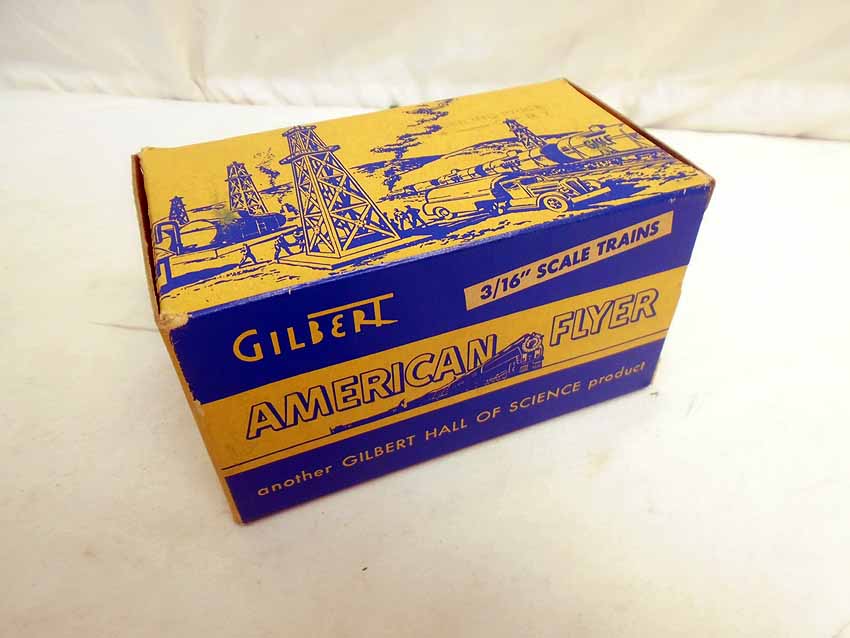 GILBERT
3/16" SCALE TRAINS
AMERICAN FLYER
another GILBERT HALL OF SCIENCE product